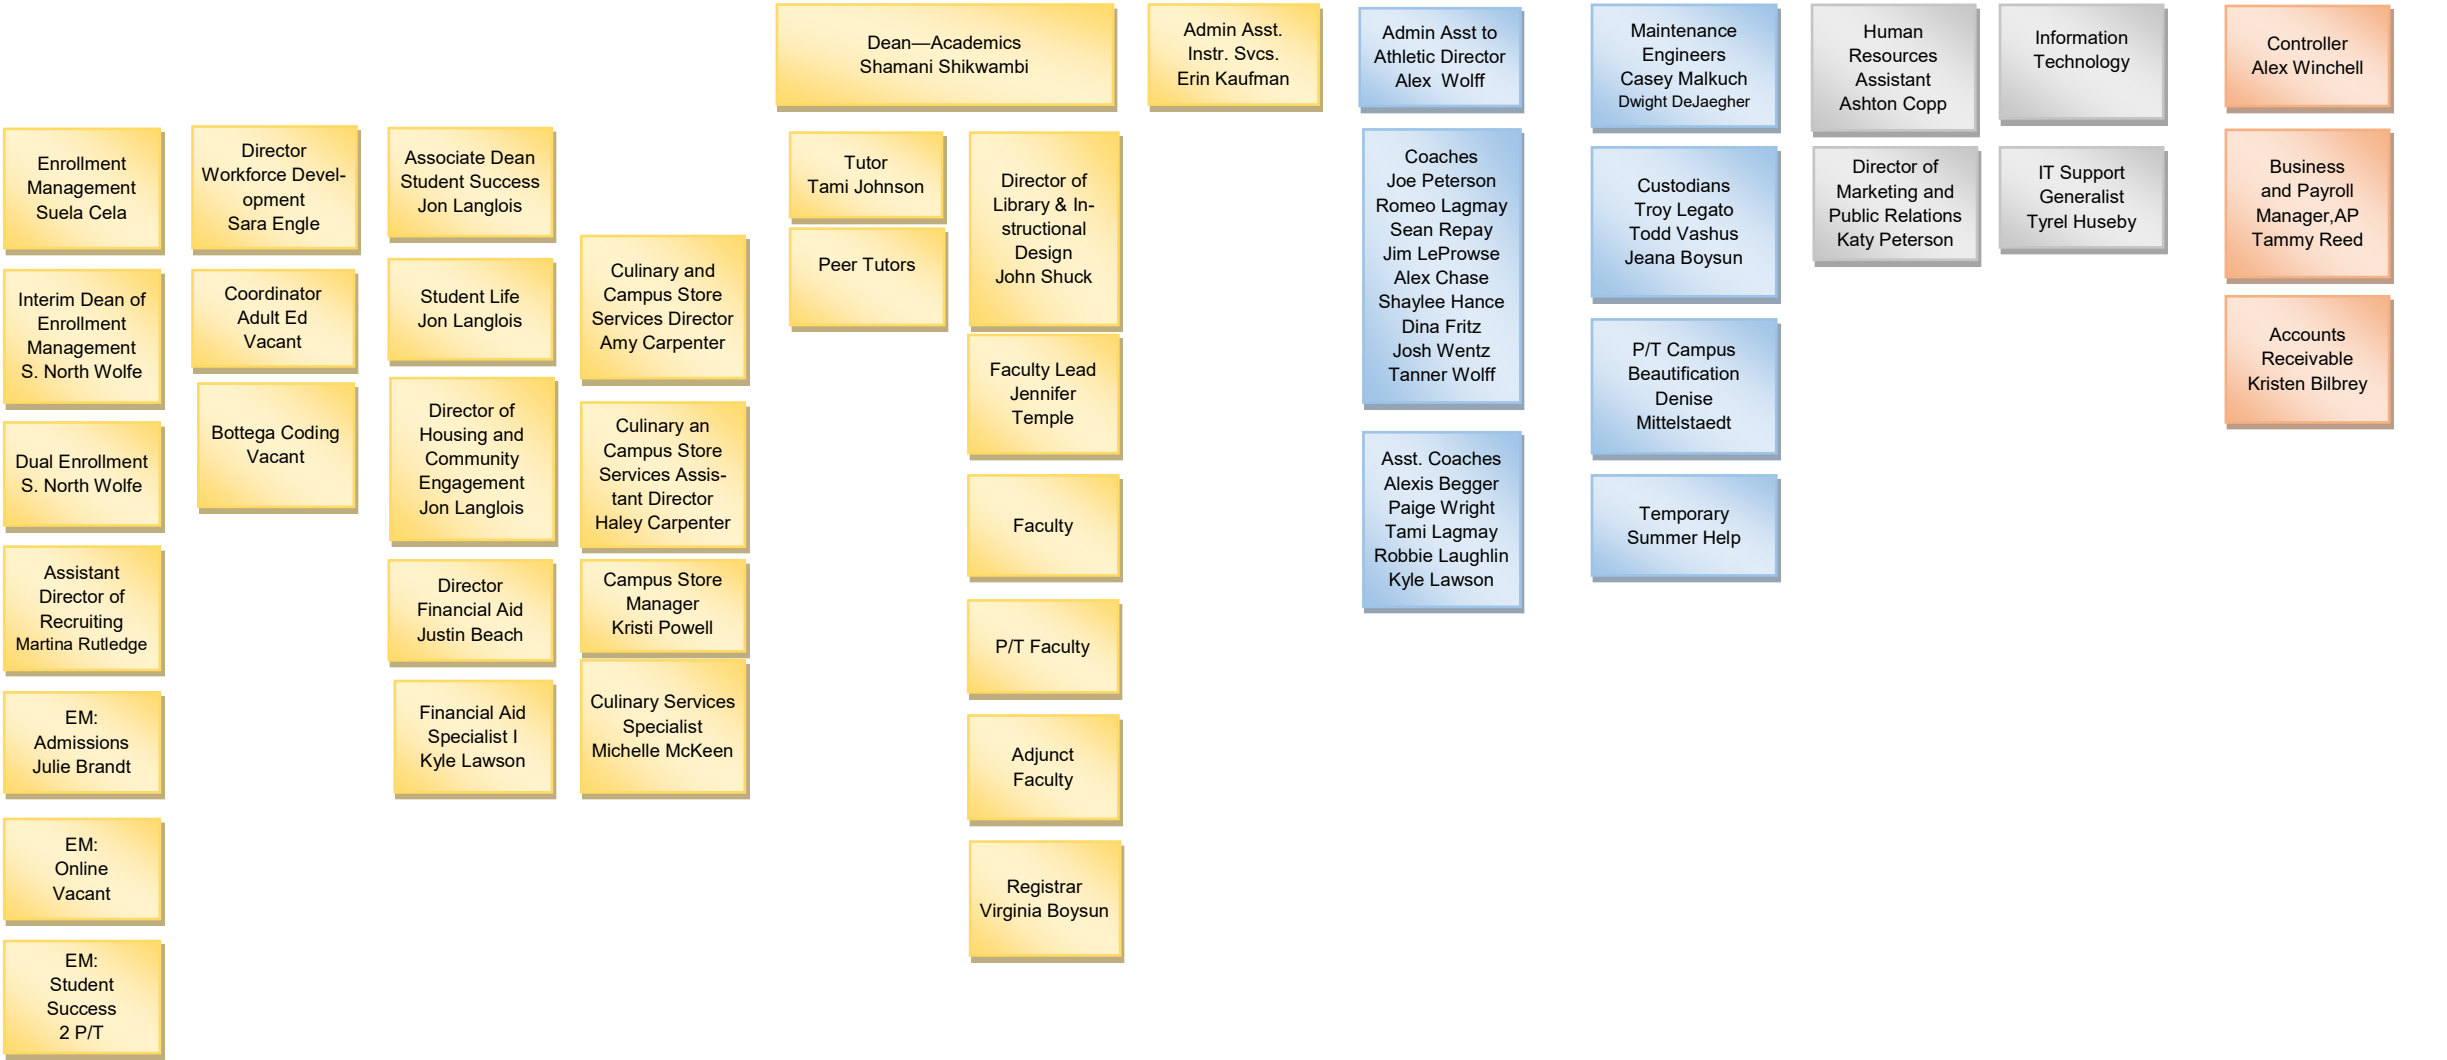 Dean—Academics
Shamani Shikwambi
Admin Asst.
Instr. Svcs.
Erin Kaufman
Admin Asst to
Athletic Director
Alex Wolff
Maintenance
Engineers
Casey Malkuch
Dwight DeJaegher
Human
Resources
Assistant
Ashton Copp
Information
Technology
Controller
Alex Winchell
Enrollment
Management
Suela Cela
Interim Dean of
Enrollment
Management
S. North Wolfe
Dual Enrollment
S. North Wolfe
Assistant
Director of
Recruiting
Martina Rutledge
EM:
Admissions
Julie Brandt
EM:
Online
Vacant
EM:
Student
Success
2 P/T
Director
Workforce Devel-
opment
Sara Engle
Coordinator
Adult Ed
Vacant
Bottega Coding
Vacant
Associate Dean
Student Success
Jon Langlois
Student Life
Jon Langlois
Director of
Housing and
Community
Engagement
Jon Langlois
Director
Financial Aid
Justin Beach
Financial Aid
Specialist I
Kyle Lawson
Culinary and
Campus Store
Services Director
Amy Carpenter
Culinary an
Campus Store
Services Assis-
tant Director
Haley Carpenter
Campus Store
Manager
Kristi Powell
Culinary Services
Specialist
Michelle McKeen
Tutor
Tami Johnson
Peer Tutors
Director of
Library & In-
structional
Design
John Shuck
Faculty Lead
Jennifer
Temple
Faculty
P/T Faculty
Adjunct
Faculty
Registrar
Virginia Boysun
Coaches
Joe Peterson
Romeo Lagmay
Sean Repay
Jim LeProwse
Alex Chase
Shaylee Hance
Dina Fritz
Josh Wentz
Tanner Wolff
Asst. Coaches
Alexis Begger
Paige Wright
Tami Lagmay
Robbie Laughlin
Kyle Lawson
Custodians
Troy Legato
Todd Vashus
Jeana Boysun
P/T Campus
Beautification
Denise
Mittelstaedt
Temporary
Summer Help
Director of
Marketing and
Public Relations
Katy Peterson
IT Support
Generalist
Tyrel Huseby
Business
and Payroll
Manager,AP
Tammy Reed
Accounts
Receivable
Kristen Bilbrey